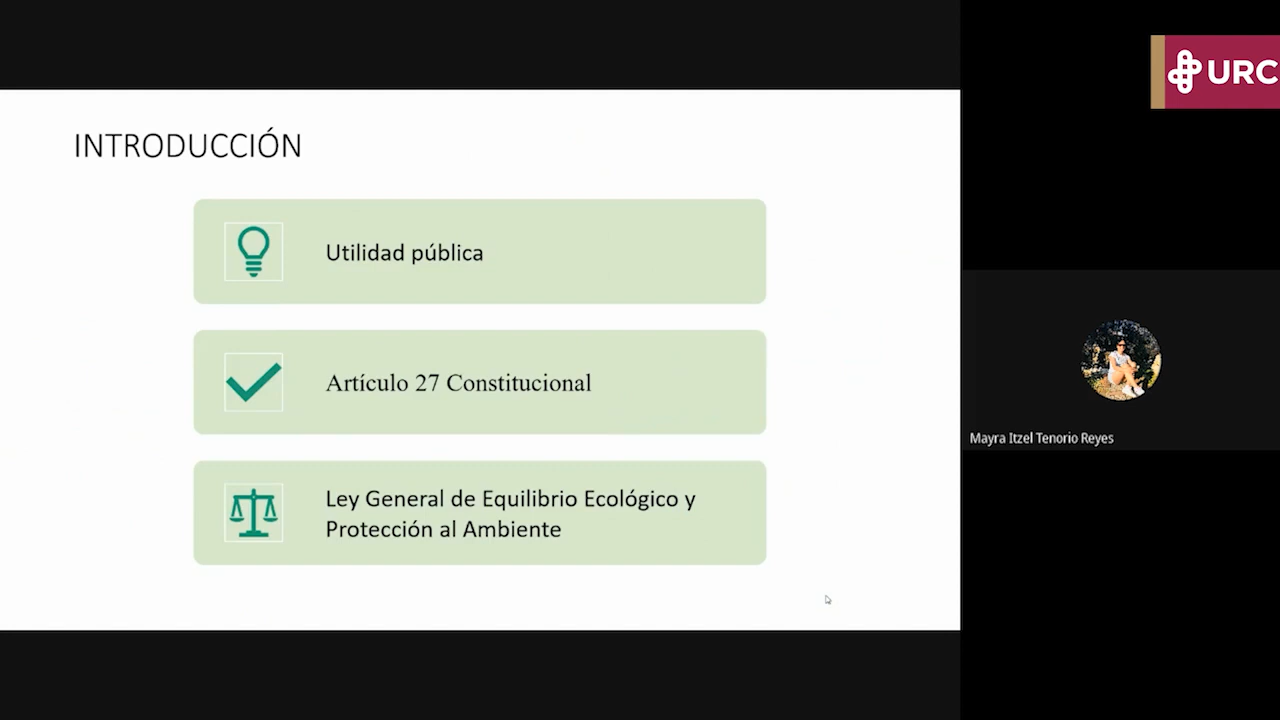 INTRODUCCIÓN
Utilidad pública
Artículo 27 Constitucional
Ley General de Equilibrio Ecológico y
Protección al Ambiente
URC
Mayra Itzel Tenorio Reyes